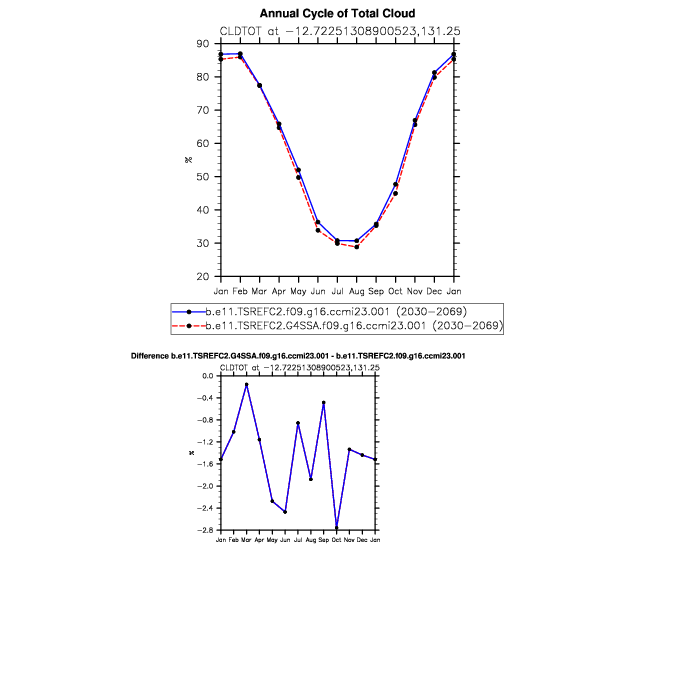 Annual Cycle of Total Cloud
CLDTOT at −12.72251308900523,131.25
90
80
70
60
50
40
30
20
%
Jan Feb Mar Apr May Jun Jul Aug Sep Oct Nov Dec Jan
b.e11.TSREFC2.f09.g16.ccmi23.001 (2030−2069)
b.e11.TSREFC2.G4SSA.f09.g16.ccmi23.001 (2030−2069)
Difference b.e11.TSREFC2.G4SSA.f09.g16.ccmi23.001 - b.e11.TSREFC2.f09.g16.ccmi23.001
CLDTOT at −12.72251308900523,131.25
0.0
−0.4
−0.8
−1.2
−1.6
−2.0
−2.4
−2.8
%
Jan Feb Mar Apr May Jun Jul Aug Sep Oct Nov Dec Jan